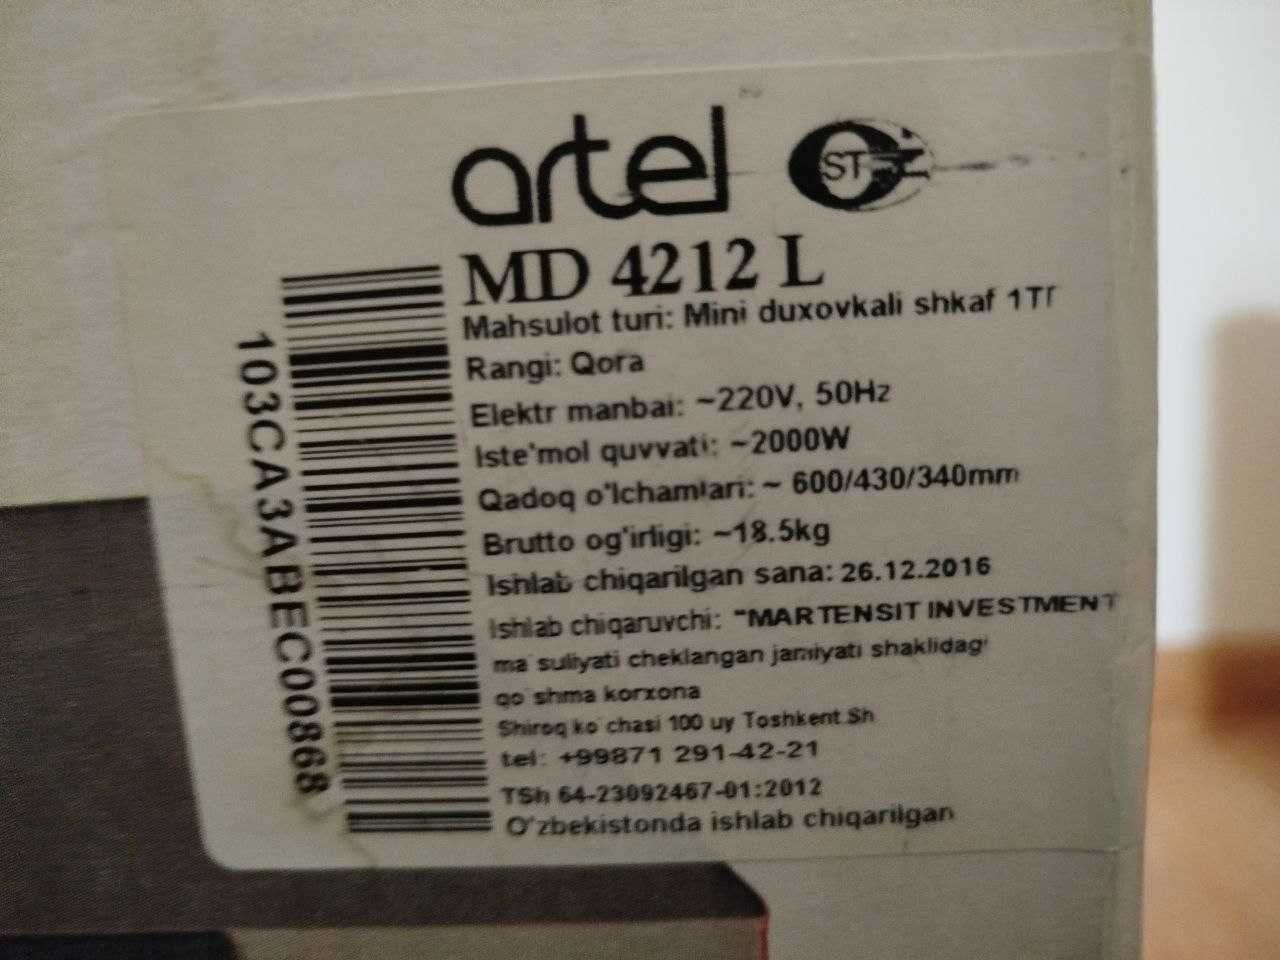 artel
ST
MD 4212 L
Mahsulot turi: Mini duxovkali shkaf
Rangi: Qora
Elektr manbai: ~220V, 50Hz
Iste'mol quvvati: ~2000W
Qadoq o'lchamlari: ~ 600/430/340mm
Brutto og'irligi: ~18.5kg
Ishlab chiqarilgan sana: 26.12.2016
Ishlab chiqaruvchi: "MARTENSIT INVESTMENT
ma'suliyati cheklangan jamiyati shaklidagi
qo'shma korxona
Shiroq ko'chasi 100 uy Toshkent Sh
tel: +99871 291-42-21
TSh 64-23092467-01:2012
O'zbekistonda ishlab chiqarilgan
103CA3ABEC00868